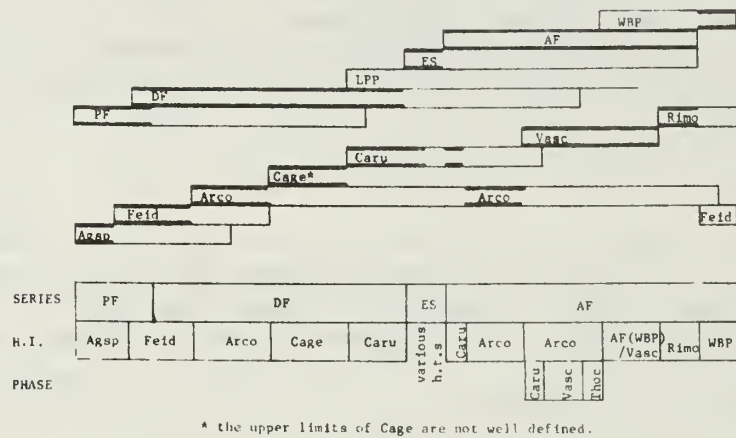 WBP
AF
ES
LPP
DF
PF
Rimo
Vasc
Caru
Cage*
Arco Arco
Feid Feid
Agsp
SERIES PF DF ES AF
H.I. Agsp Feid Arco Cage Caru various h.t.s Caru Arco Arco AF(WBP) /Vasc Rimo WBP
PHASE Caru Vasc Thoc
* the upper limits of Cage are not well defined.